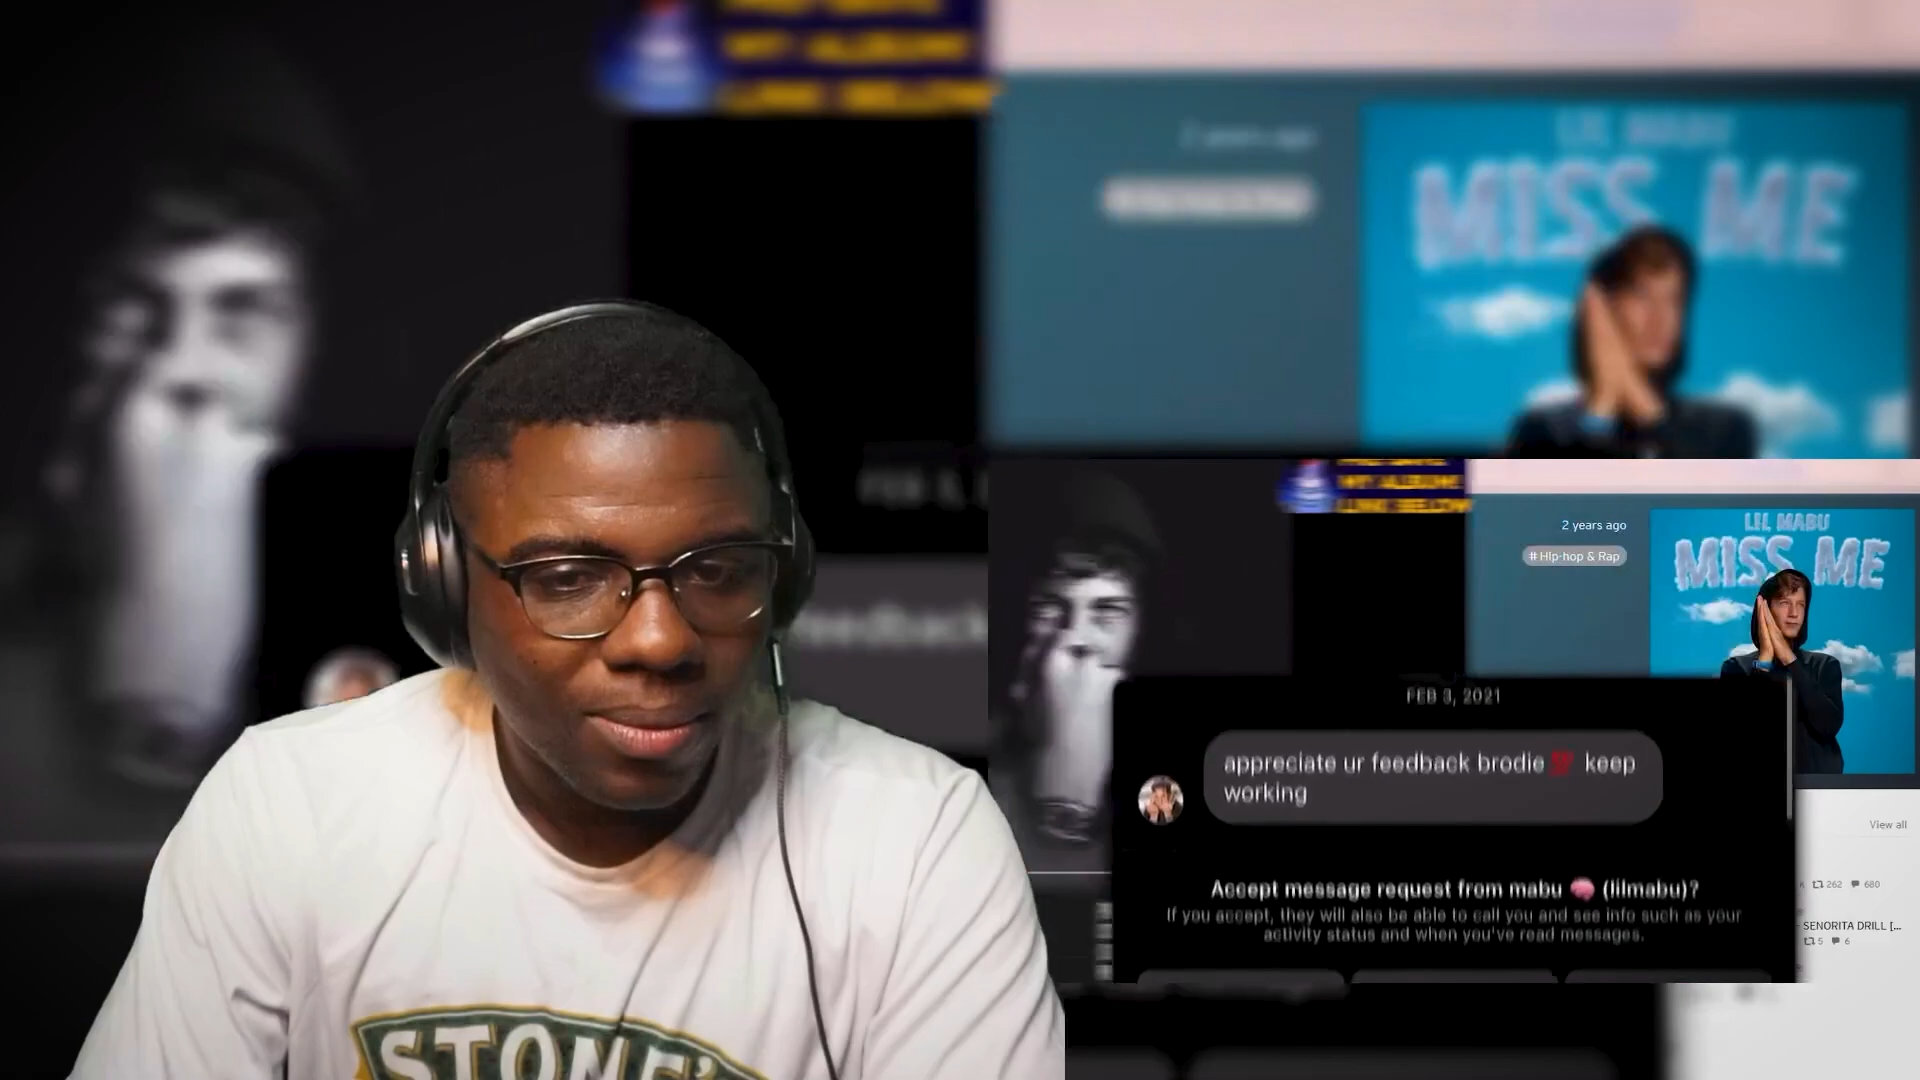 LIL MABU
MISS ME
2 years ago
# Hip-hop & Rap
LIL MABU
MISS ME
FEB 3, 2021
appreciate ur feedback brodie 💯 keep
working
Accept message request from mabu 🧠 (lilmabu)?
If you accept, they will also be able to call you and see info such as your
activity status and when you've read messages.
View all
262 680
SENORITA DRILL [...
5 6
feedback
STONE'